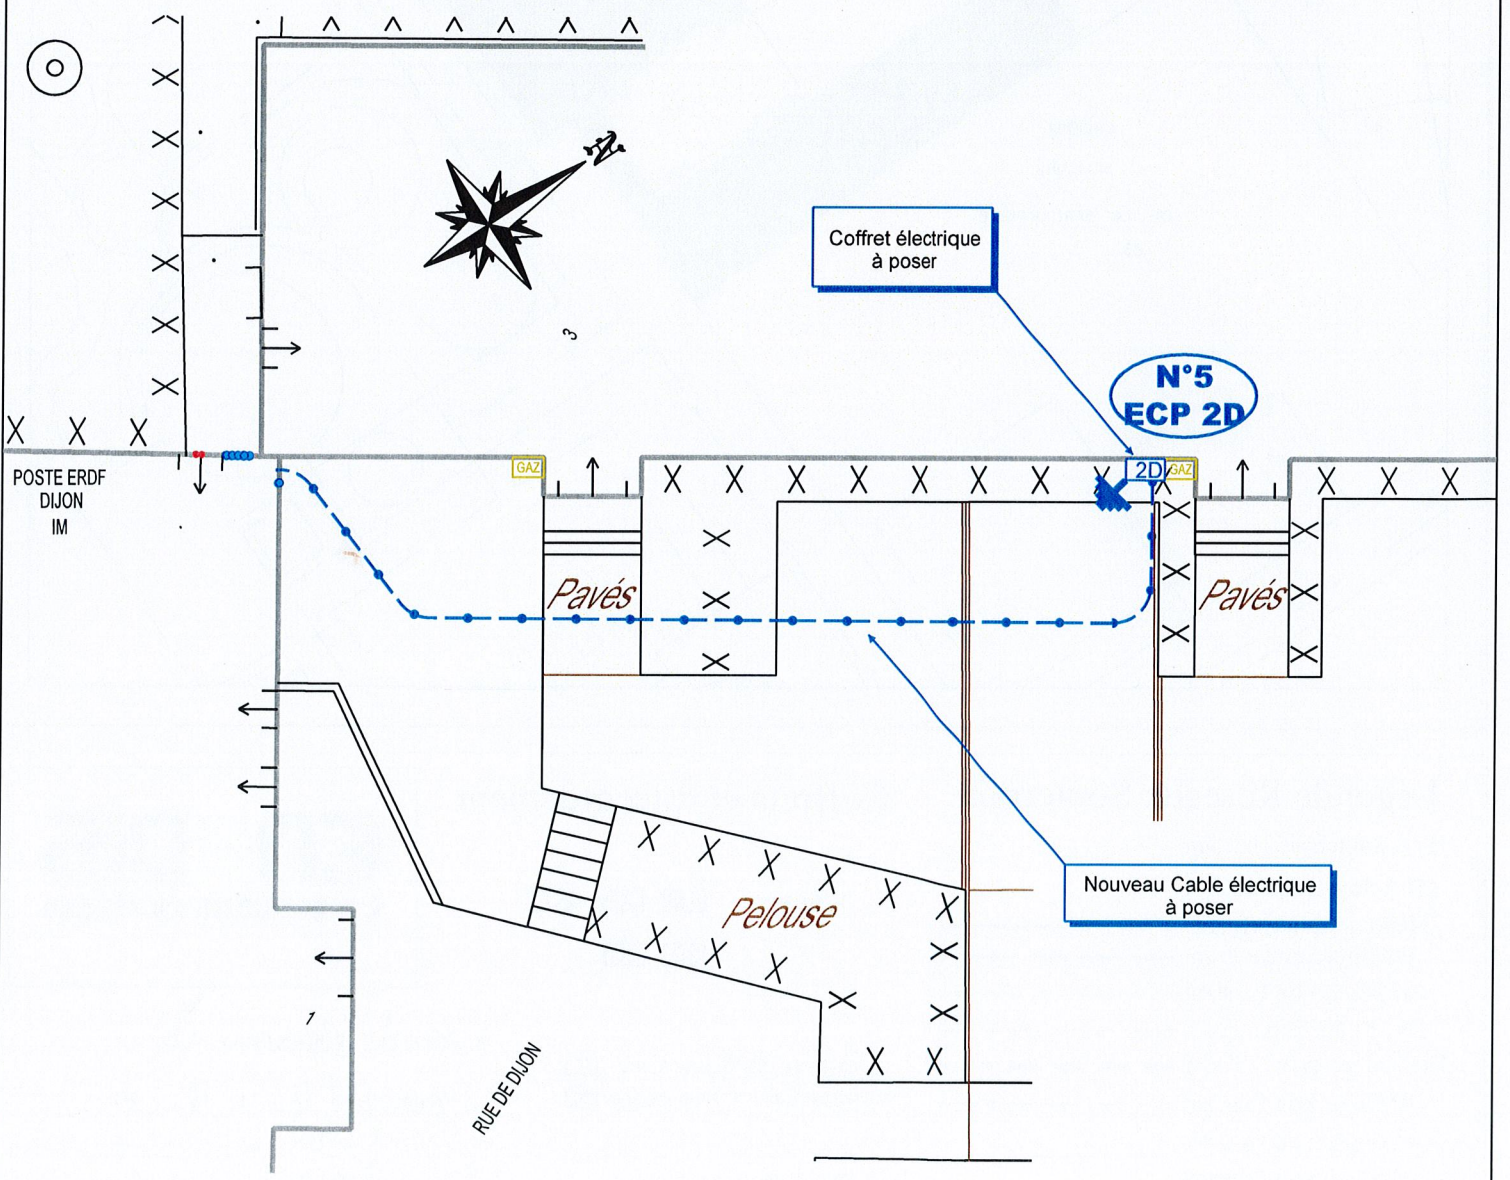 N
Coffret électrique
à poser
3
N°5
ECP 2D
POSTE ERDF
DIJON
IM
GAZ
2D
GAZ
Pavés
Pavés
Nouveau Cable électrique
à poser
Pelouse
1
RUE DE DIJON